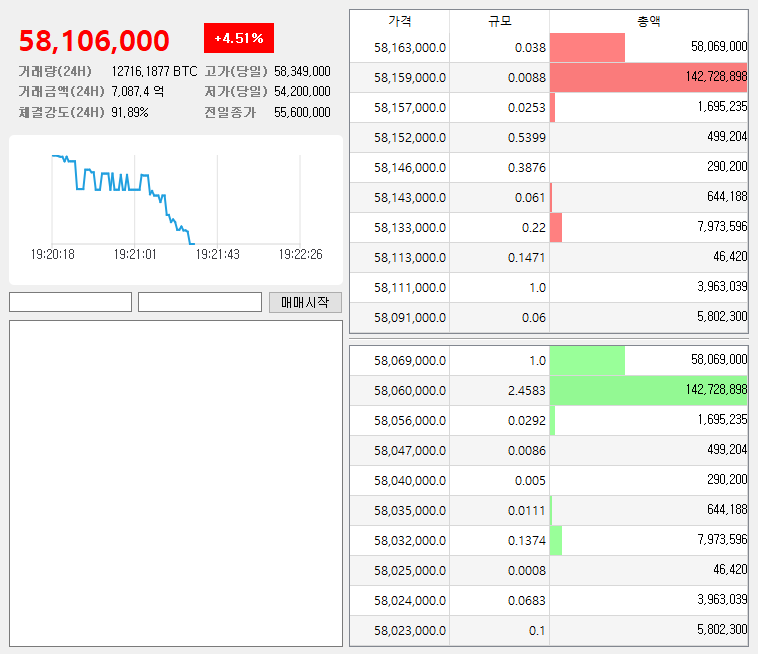 58,106,000 +4.51%
거래량(24H) 12716,1877 BTC 고가(당일) 58,349,000
거래금액(24H) 7,087,4 억 저가(당일) 54,200,000
체결강도(24H) 91,89% 전일종가 55,600,000
19:20:18 19:21:01 19:21:43 19:22:26
매매시작
가격 규모 총액
58,163,000.0 0.038 58,069,000
58,159,000.0 0.0088 142,728,898
58,157,000.0 0.0253 1,695,235
58,152,000.0 0.5399 499,204
58,146,000.0 0.3876 290,200
58,143,000.0 0.061 644,188
58,133,000.0 0.22 7,973,596
58,113,000.0 0.1471 46,420
58,111,000.0 1.0 3,963,039
58,091,000.0 0.06 5,802,300
58,069,000.0 1.0 58,069,000
58,060,000.0 2.4583 142,728,898
58,056,000.0 0.0292 1,695,235
58,047,000.0 0.0086 499,204
58,040,000.0 0.005 290,200
58,035,000.0 0.0111 644,188
58,032,000.0 0.1374 7,973,596
58,025,000.0 0.0008 46,420
58,024,000.0 0.0683 3,963,039
58,023,000.0 0.1 5,802,300